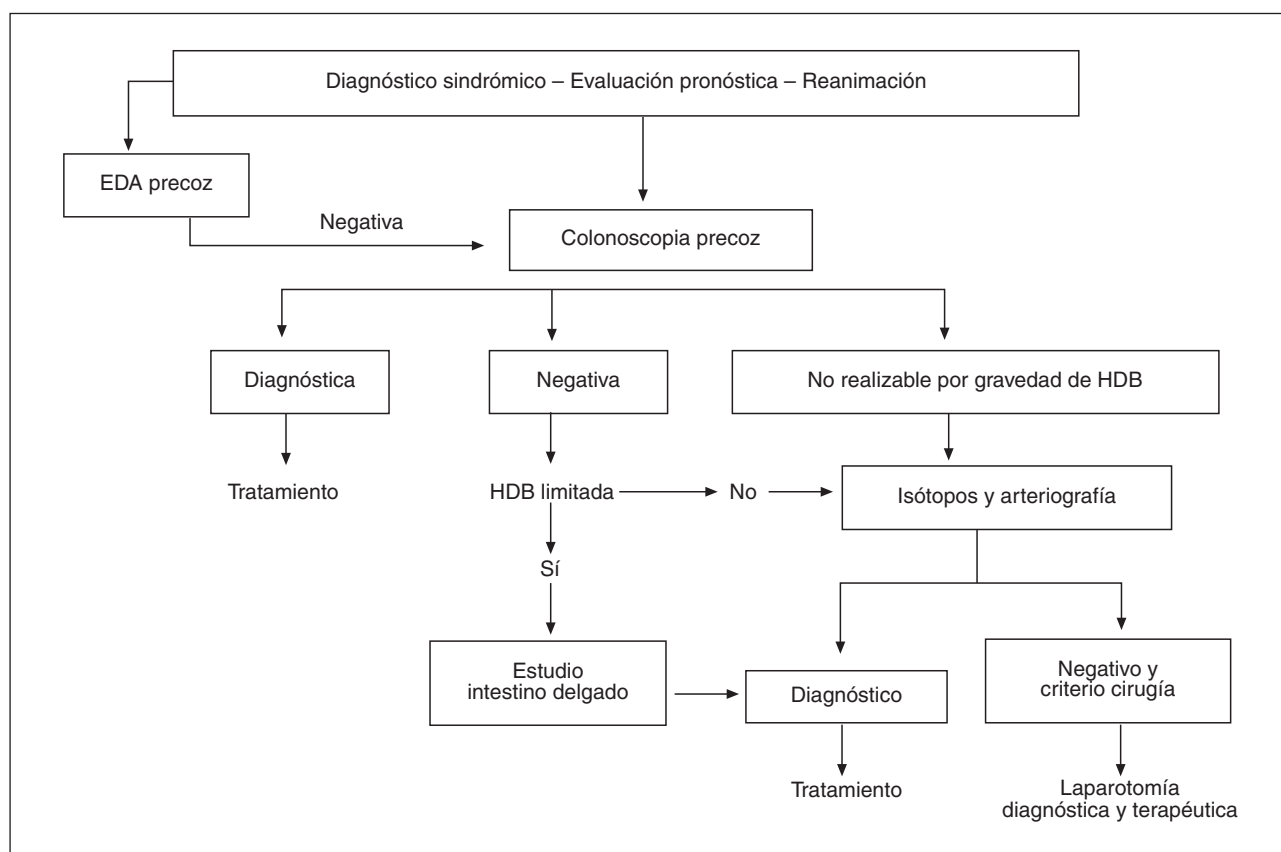 Diagnóstico sindrómico – Evaluación pronóstica – Reanimación
EDA precoz
Negativa
Colonoscopia precoz
Diagnóstica
Negativa
No realizable por gravedad de HDB
Tratamiento
HDB limitada
No
Isótopos y arteriografía
Sí
Estudio
intestino delgado
Diagnóstico
Negativo y
criterio cirugía
Tratamiento
Laparotomía
diagnóstica y terapéutica